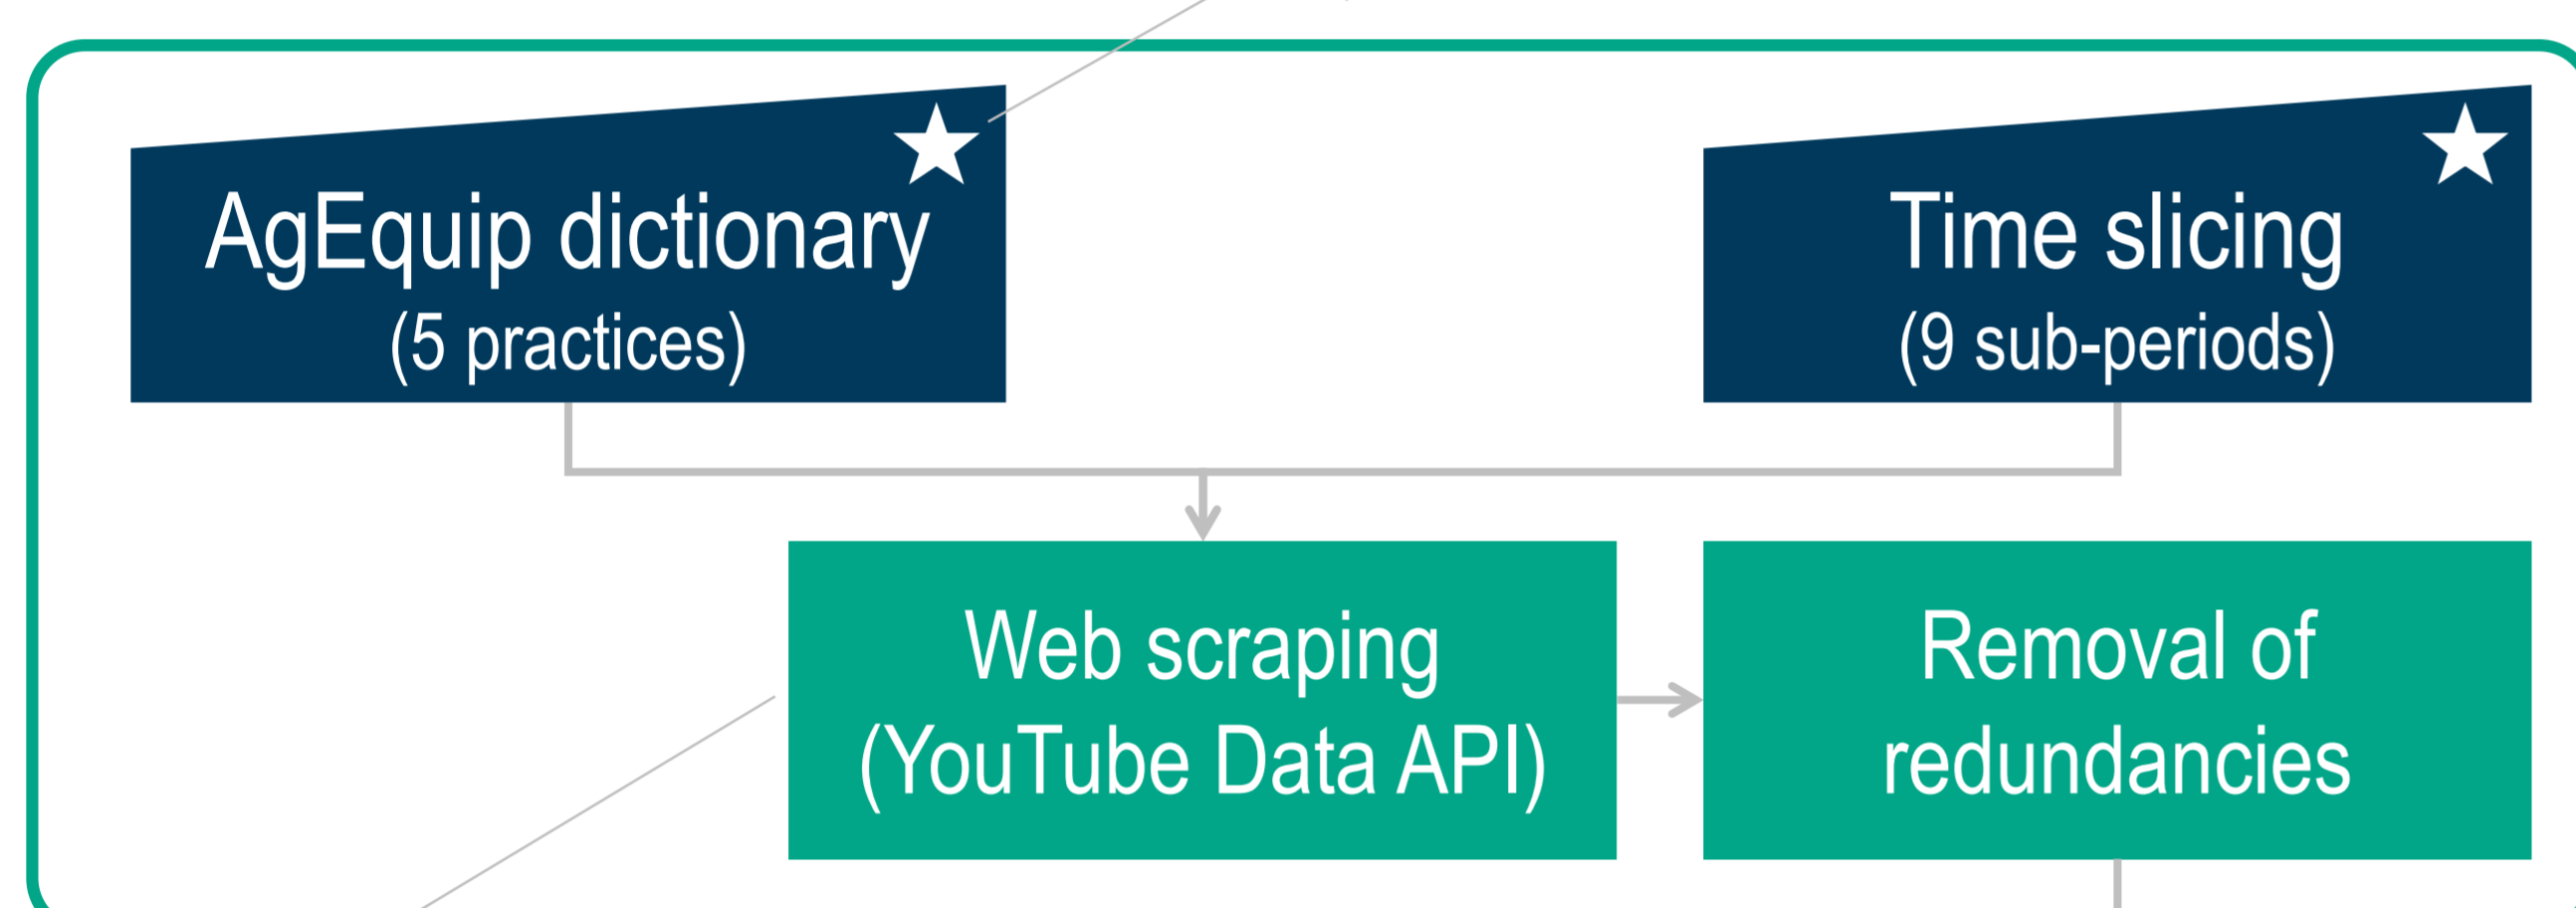 AgEquip dictionary
(5 practices)
Time slicing
(9 sub-periods)
Web scraping
(YouTube Data API)
Removal of
redundancies